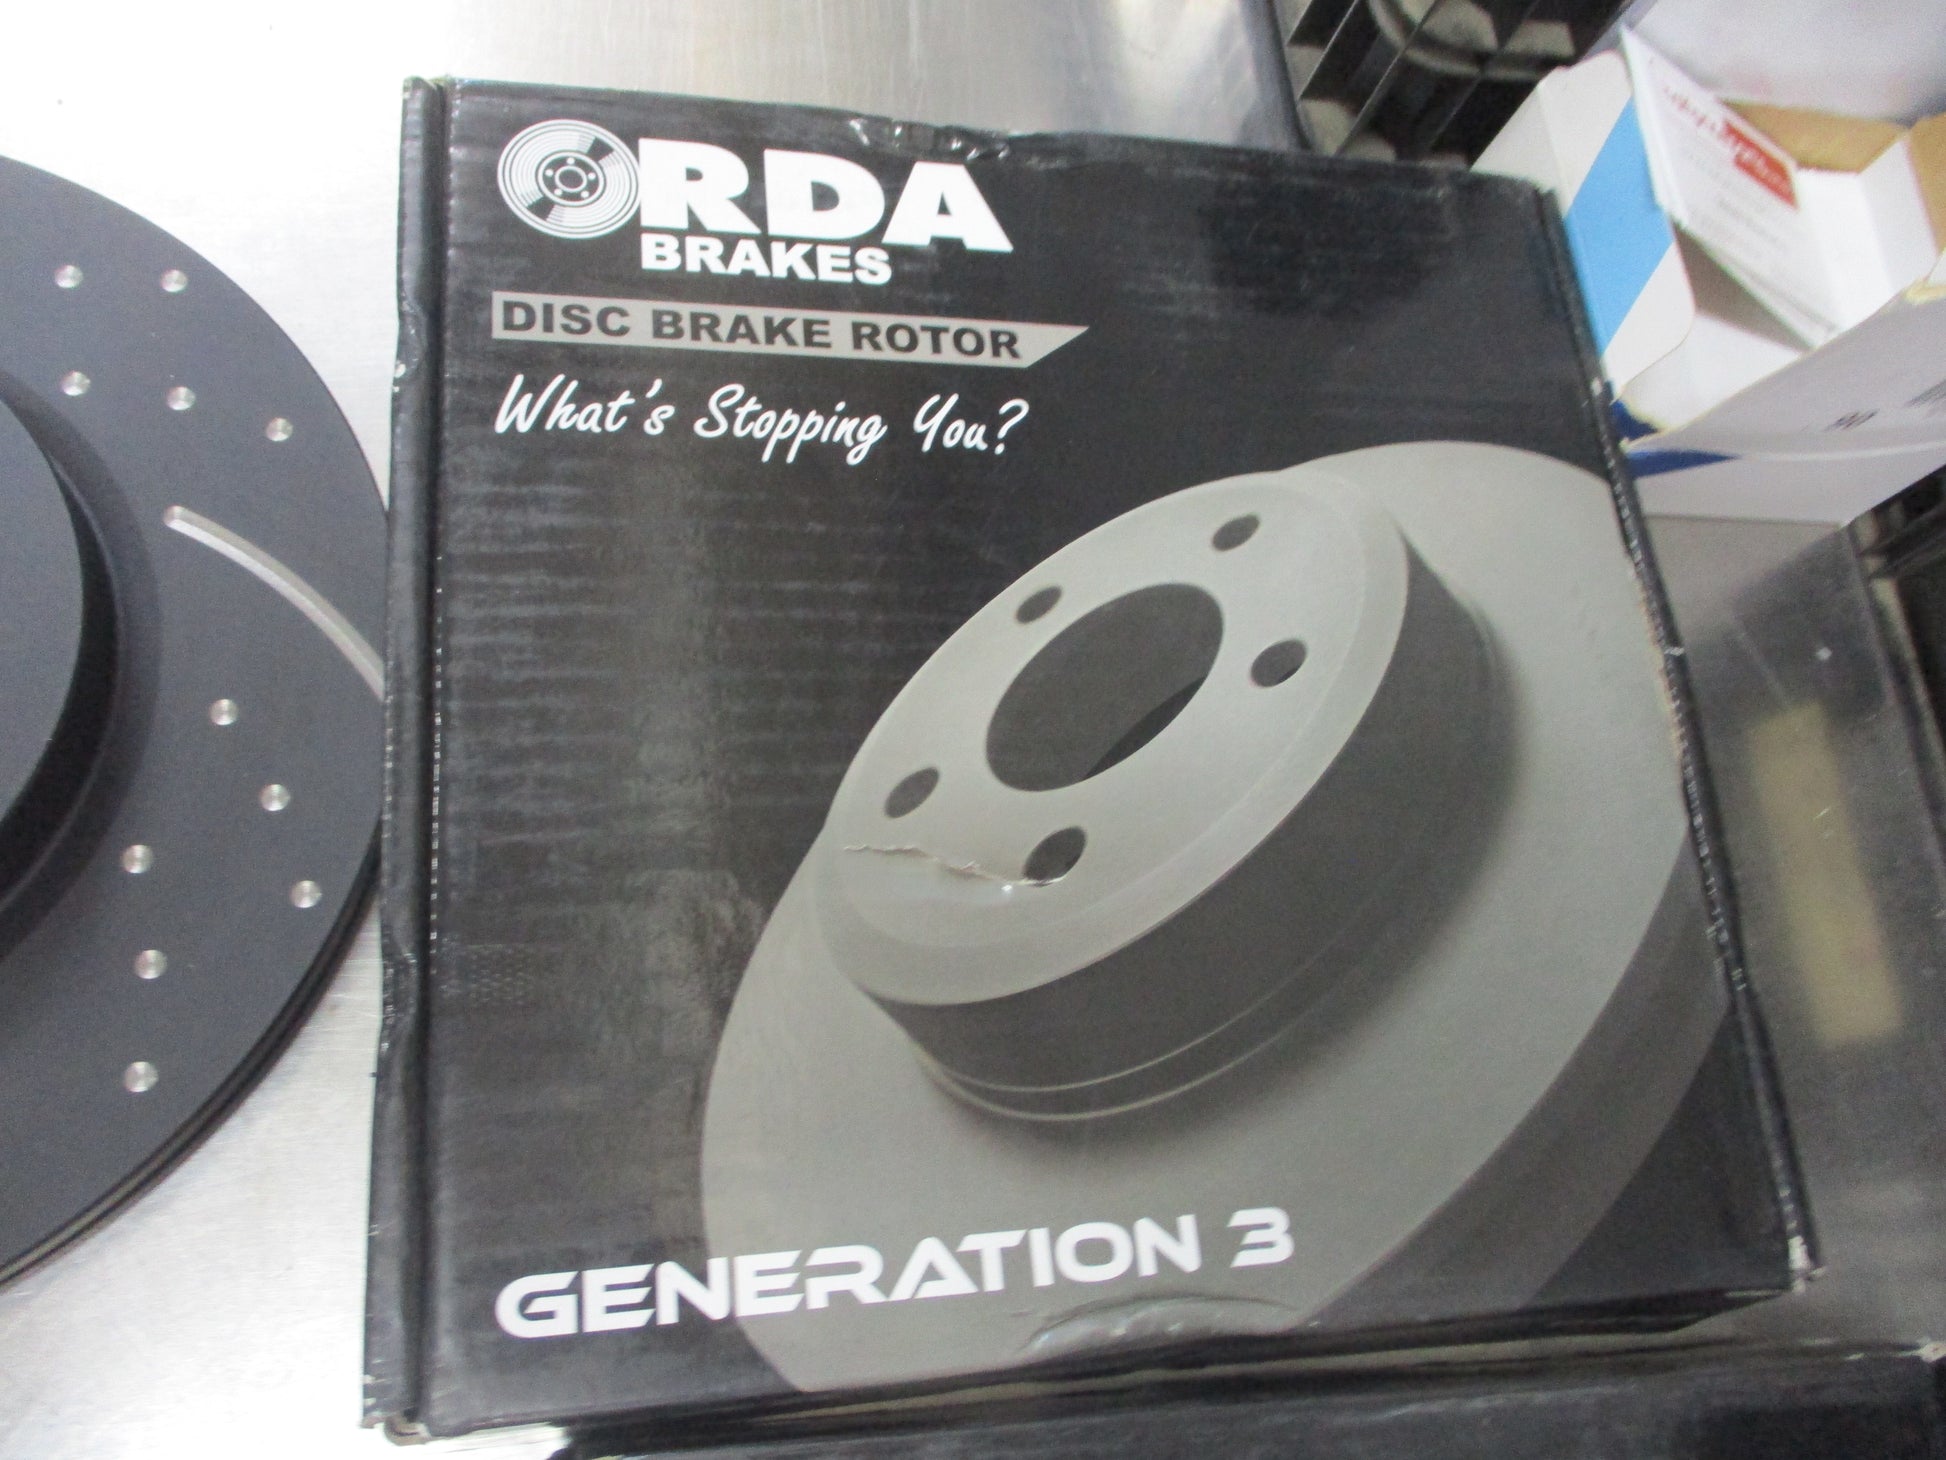 RDA
BRAKES
DISC BRAKE ROTOR
What's Stopping You?
GENERATION 3